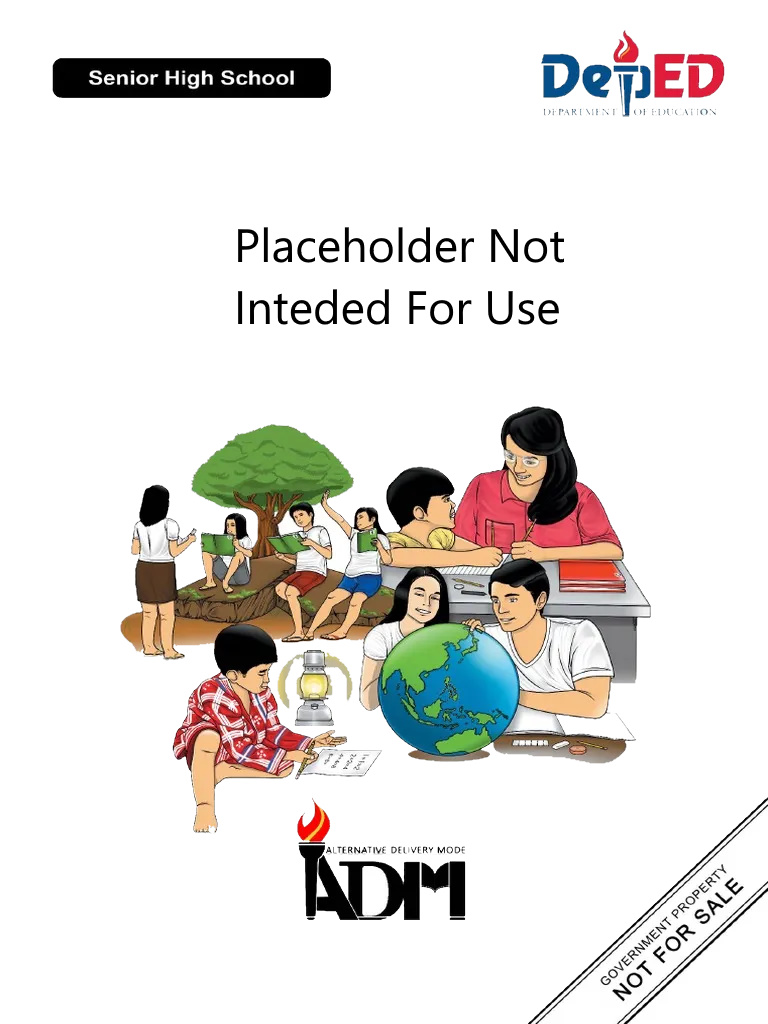 Senior High School
DepED
DEPARTMENT OF EDUCATION
Placeholder Not
Inteded For Use
ALTERNATIVE DELIVERY MODE
ADM
GOVERNMENT PROPERTY
NOT FOR SALE